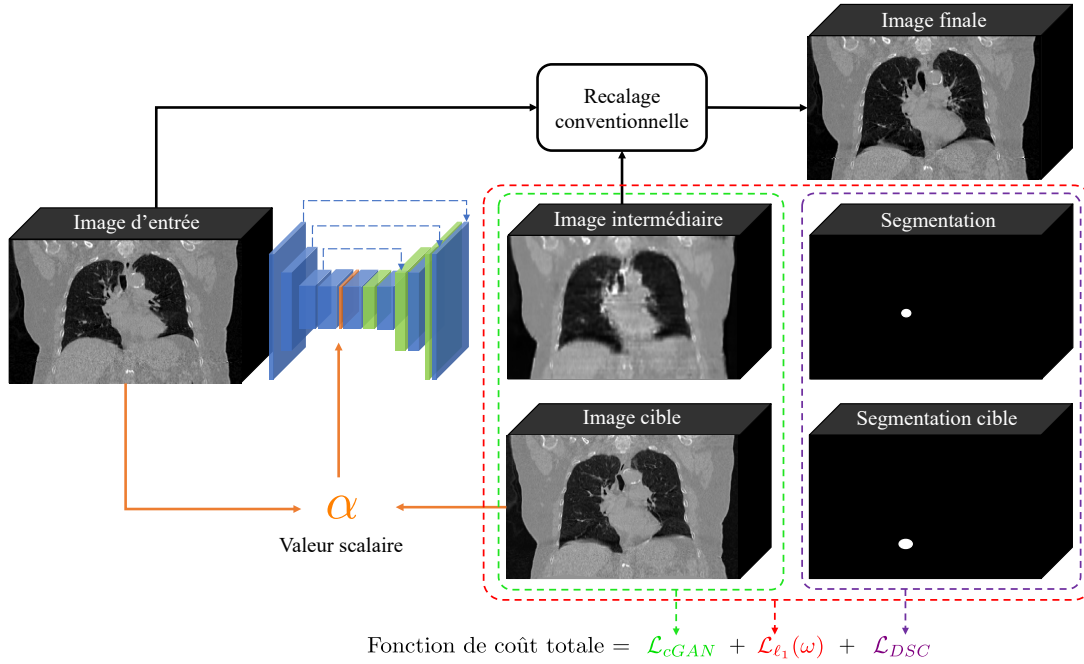 Image finale
Recalage
conventionnelle
Image d'entrée
Image intermédiaire
Segmentation
Image cible
Segmentation cible
α
Valeur scalaire
Fonction de coût totale = ℒ_cGAN + ℒ_ℓ₁(ω) + ℒ_DSC